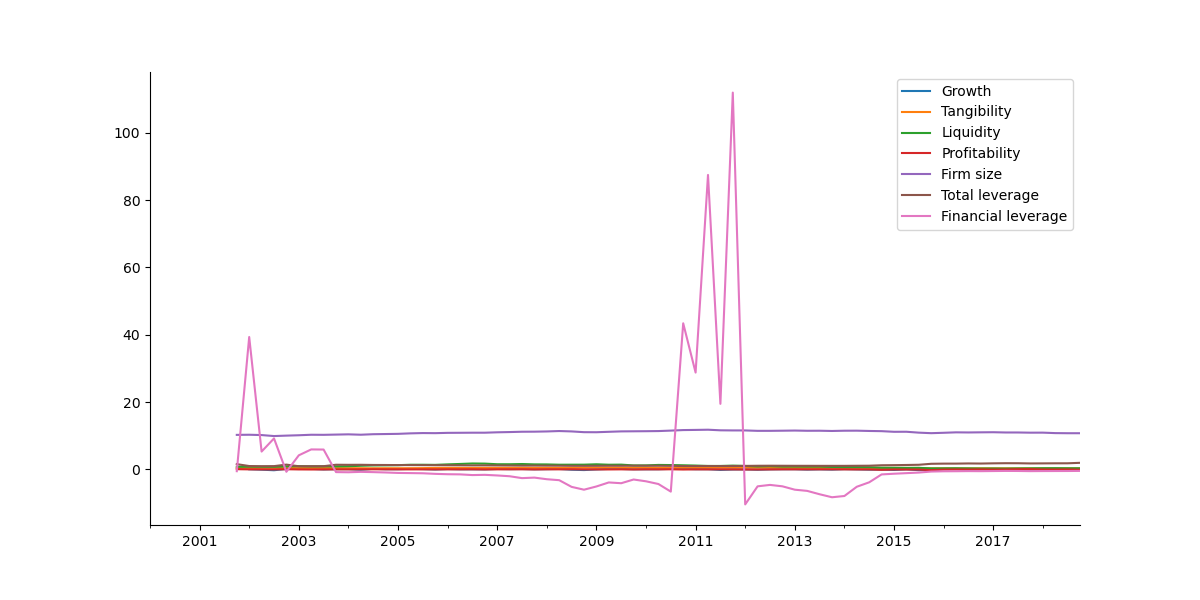 Growth
Tangibility
Liquidity
Profitability
Firm size
Total leverage
Financial leverage
100
80
60
40
20
0
2001 2003 2005 2007 2009 2011 2013 2015 2017